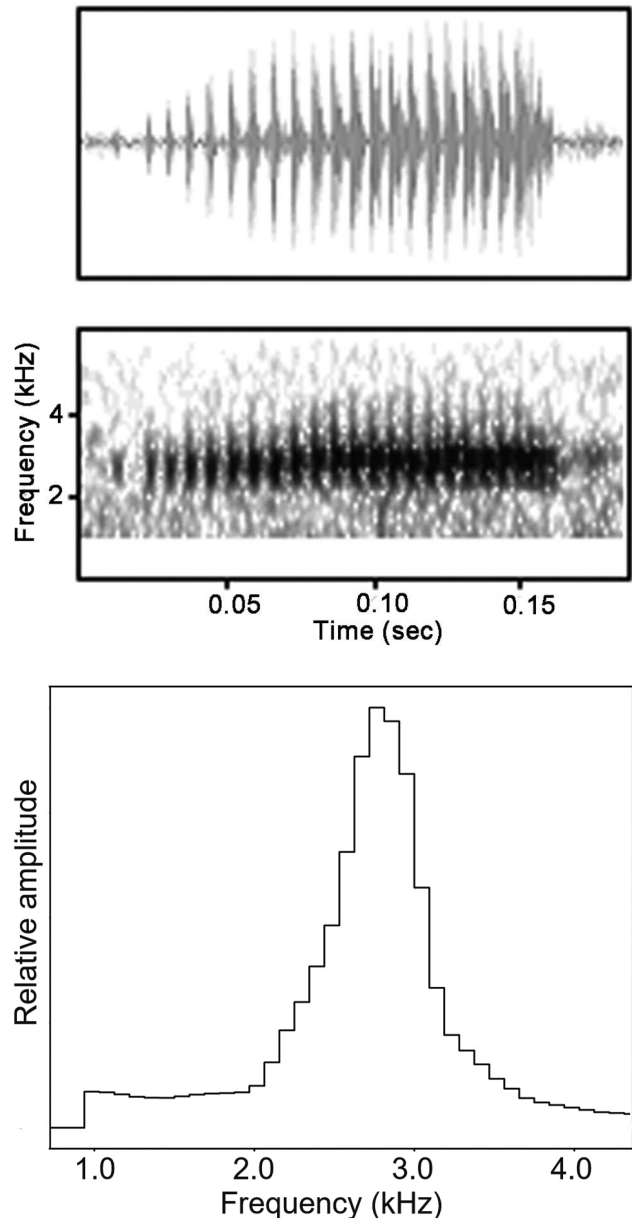 Frequency (kHz)
4
2
0.05 0.10 0.15
Time (sec)
Relative amplitude
1.0 2.0 3.0 4.0
Frequency (kHz)